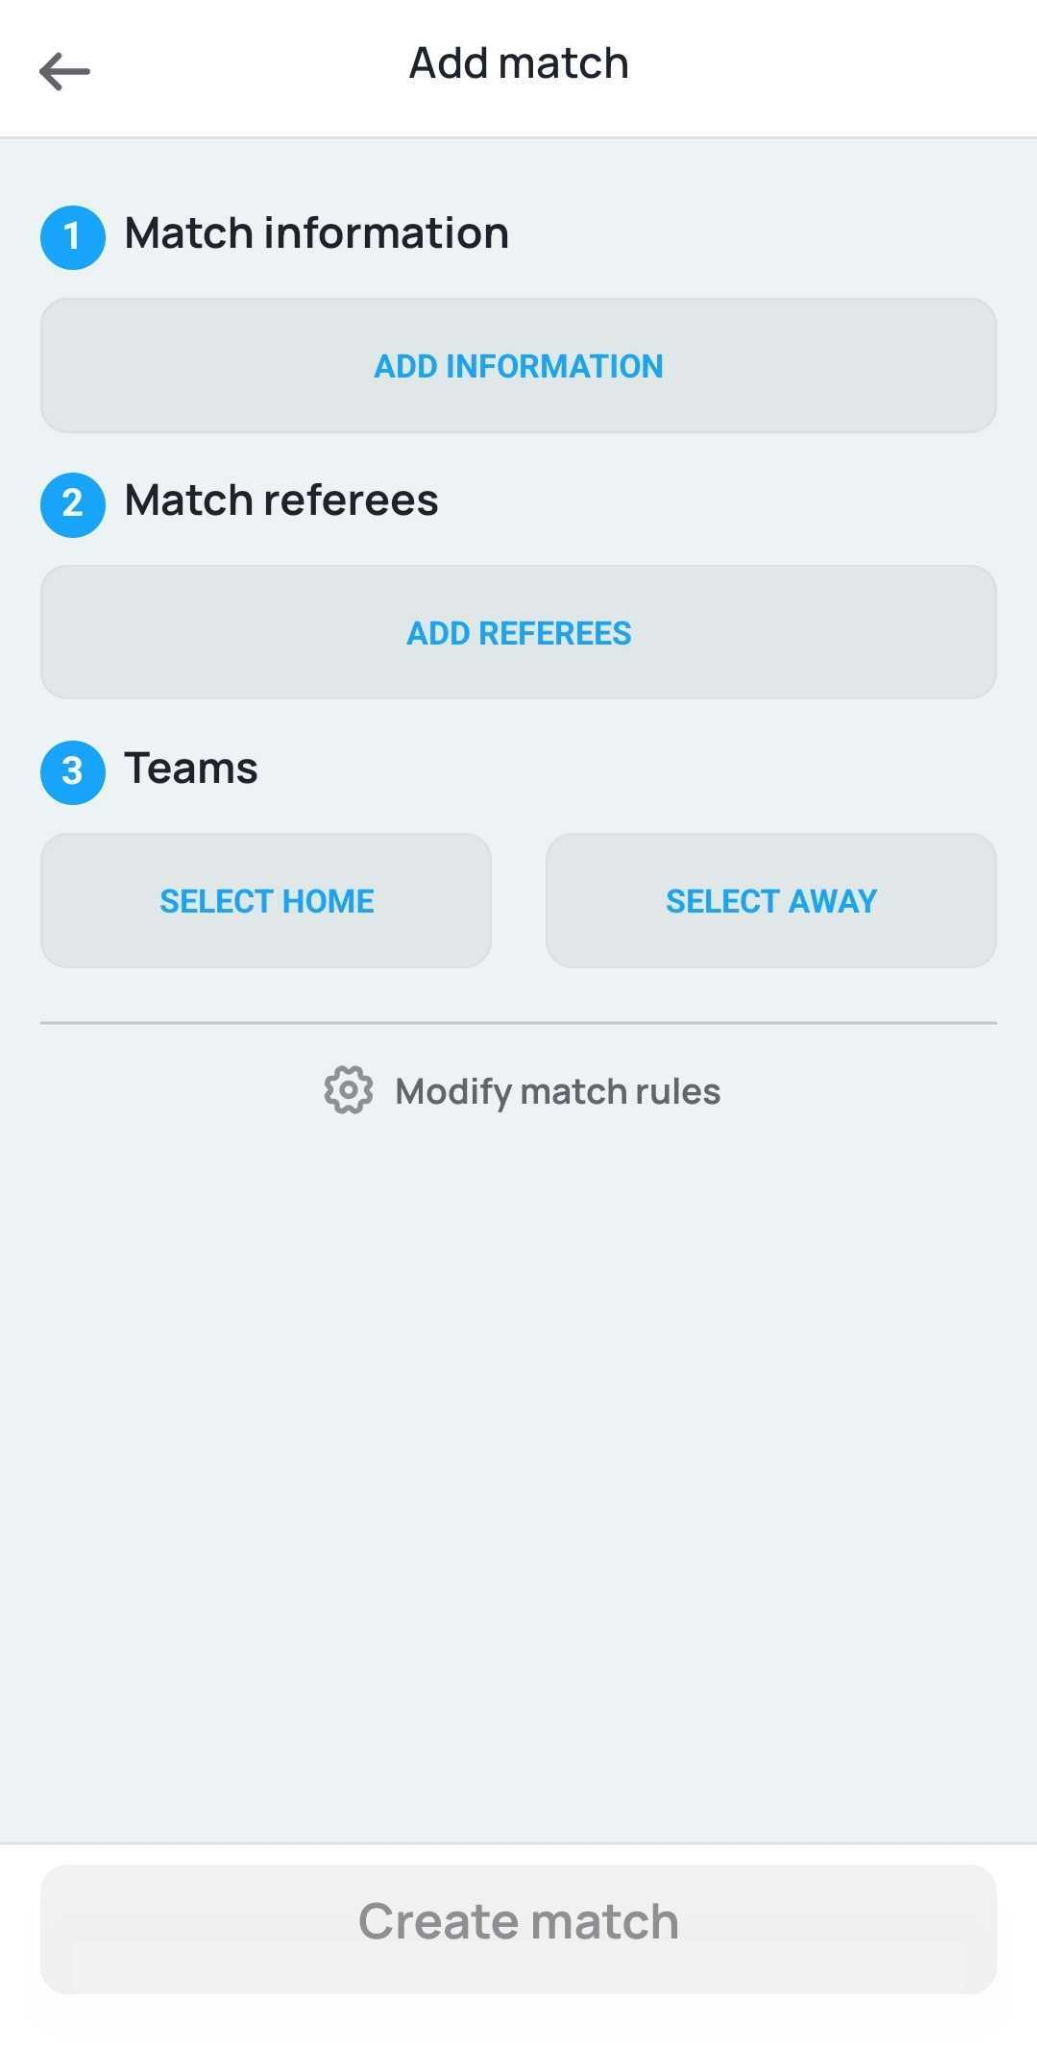 Add match
1 Match information
ADD INFORMATION
2 Match referees
ADD REFEREES
3 Teams
SELECT HOME SELECT AWAY
Modify match rules
Create match